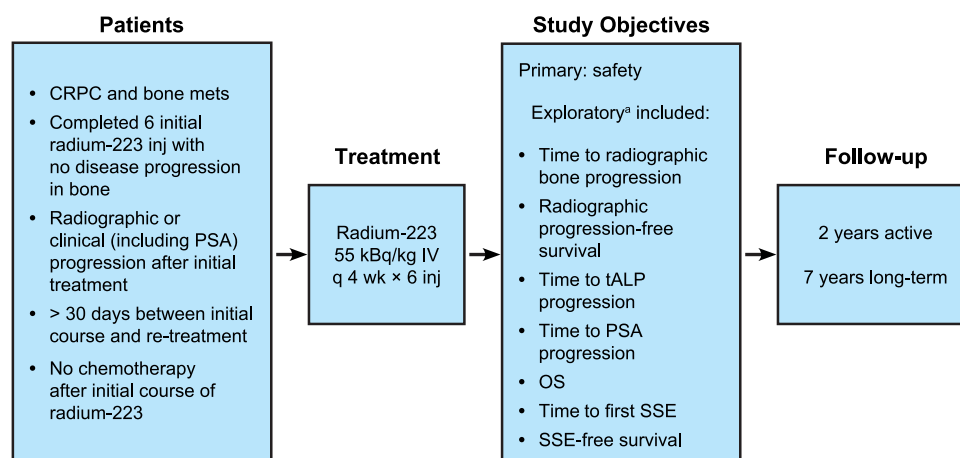 Patients
• CRPC and bone mets
• Completed 6 initial
radium-223 inj with
no disease progression
in bone
• Radiographic or
clinical (including PSA)
progression after initial
treatment
• > 30 days between initial
course and re-treatment
• No chemotherapy
after initial course of
radium-223
Treatment
Radium-223
55 kBq/kg IV
q 4 wk × 6 inj
Study Objectives
Primary: safety
Exploratoryᵃ included:
• Time to radiographic
bone progression
• Radiographic
progression-free
survival
• Time to tALP
progression
• Time to PSA
progression
• OS
• Time to first SSE
• SSE-free survival
Follow-up
2 years active
7 years long-term